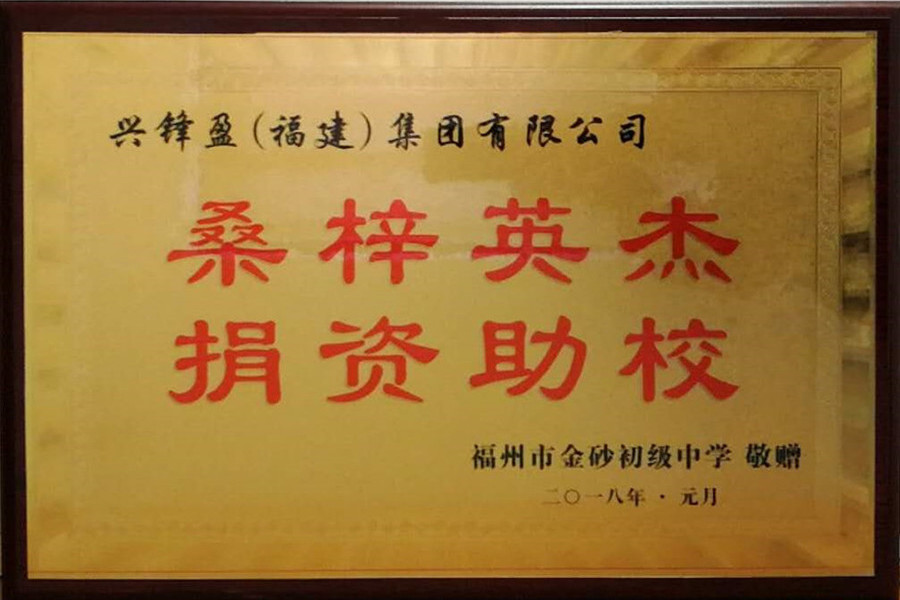 兴锋盈(福建)集团有限公司
桑梓英杰
捐资助校
福州市金砂初级中学 敬赠
二〇一八年·元月